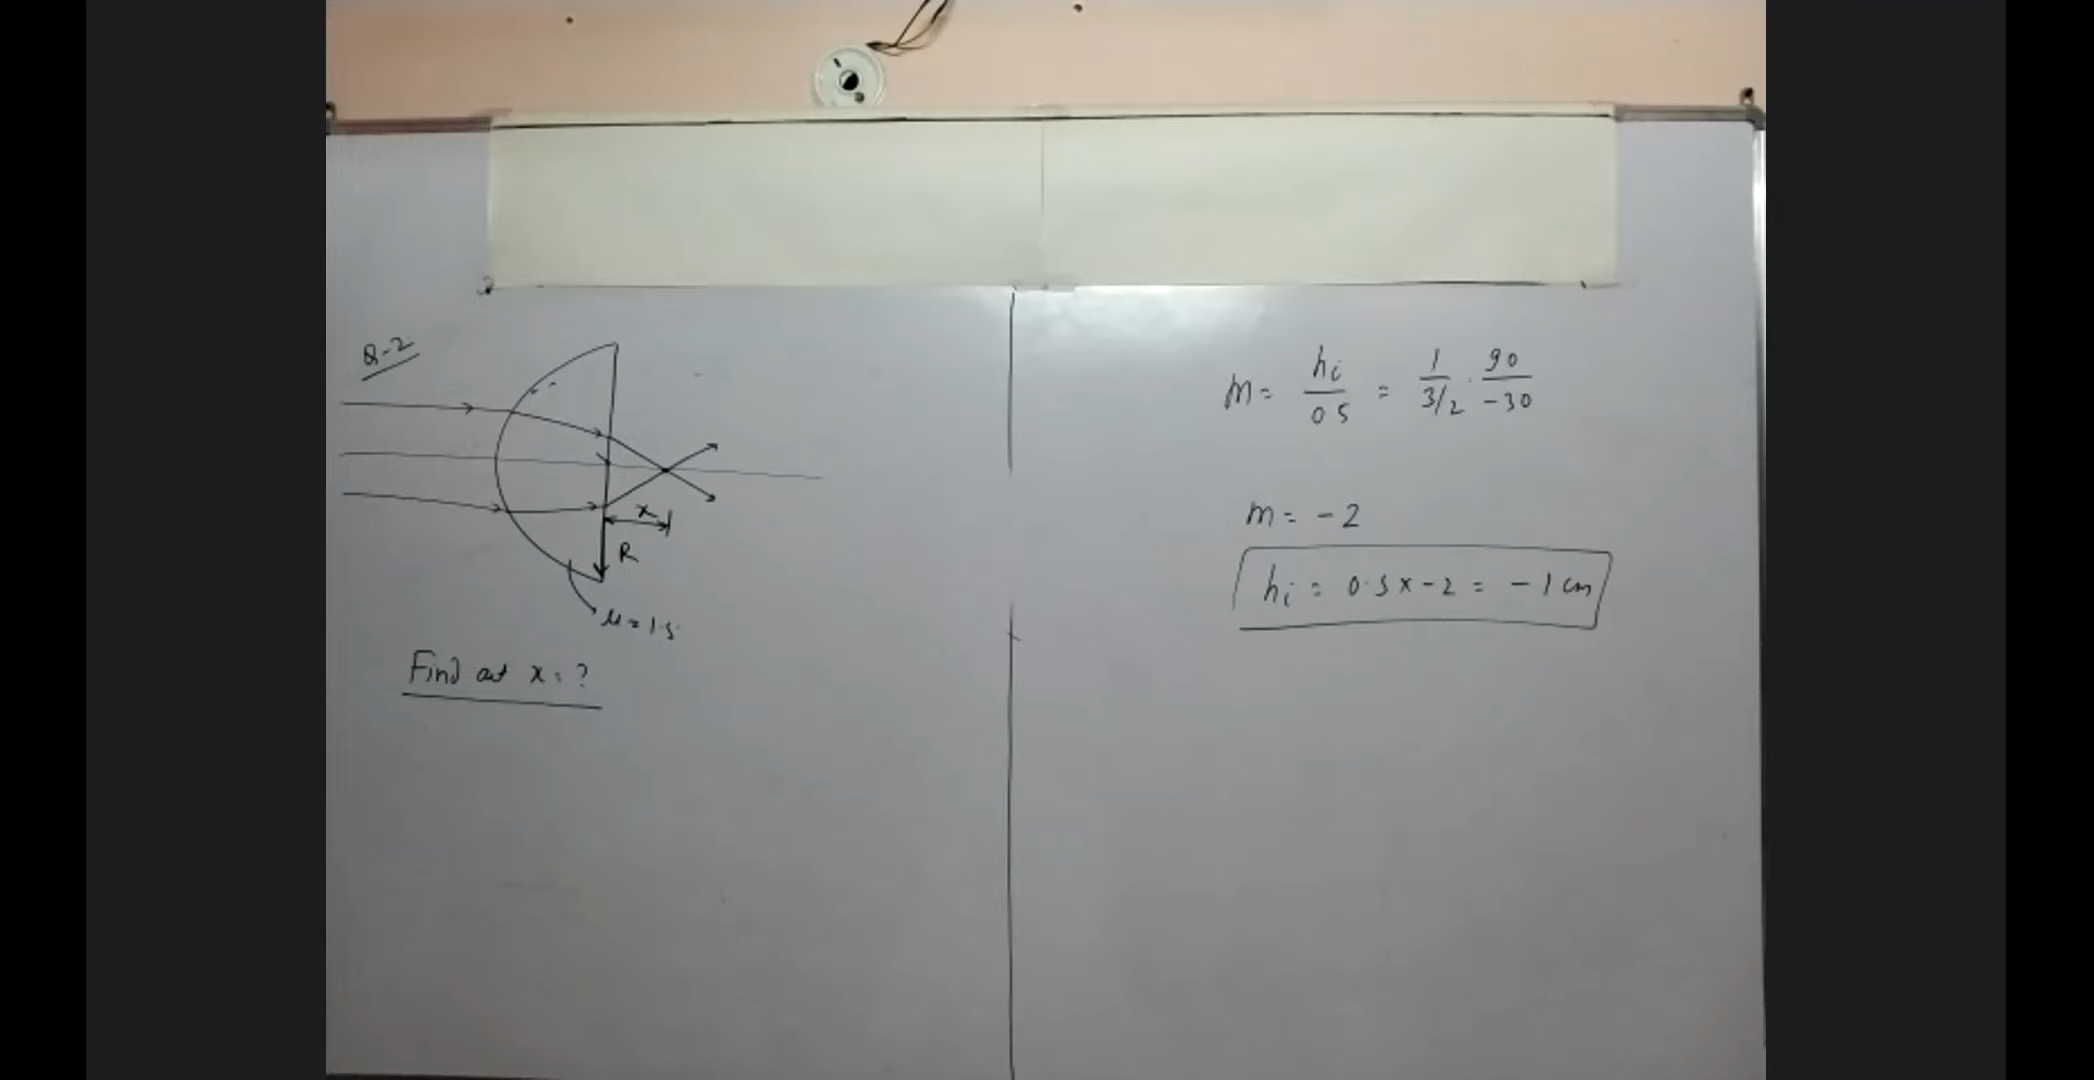 Q-2
x
R
μ = 1.5
Find out x = ?
m = hi / 0.5 = 1 / 3/2 . 90 / -30
m = -2
hi = 0.5 x -2 = -1 cm